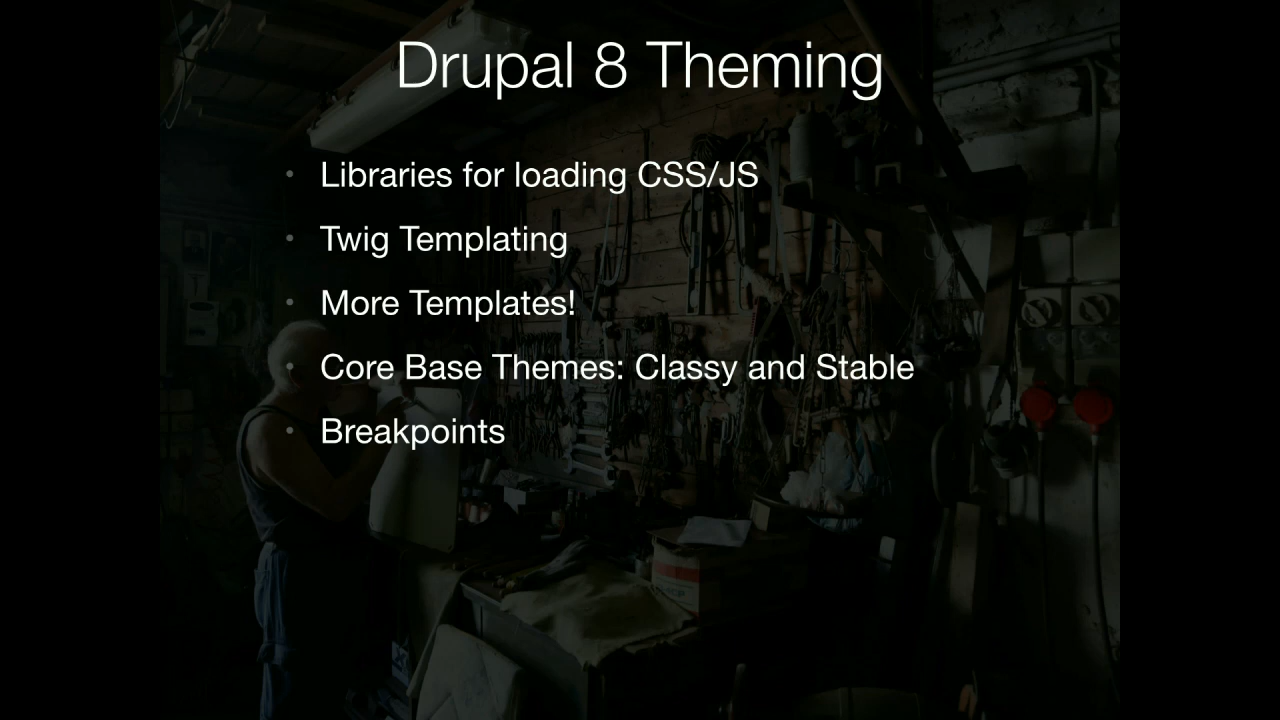 Drupal 8 Theming
• Libraries for loading CSS/JS
• Twig Templating
• More Templates!
• Core Base Themes: Classy and Stable
• Breakpoints